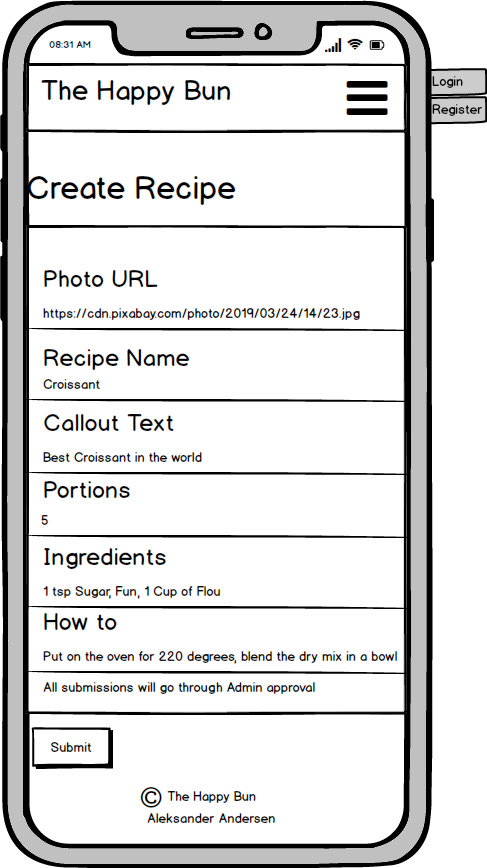 08:31 AM
The Happy Bun
Login
Register
Create Recipe
Photo URL
https://cdn.pixabay.com/photo/2019/03/24/14/23.jpg
Recipe Name
Croissant
Callout Text
Best Croissant in the world
Portions
5
Ingredients
1 tsp Sugar, Fun, 1 Cup of Flou
How to
Put on the oven for 220 degrees, blend the dry mix in a bowl
All submissions will go through Admin approval
Submit
© The Happy Bun
Aleksander Andersen